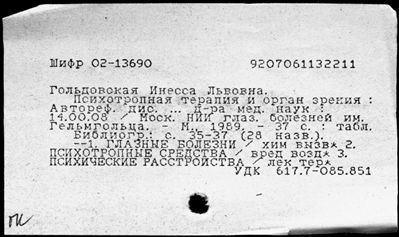 Шифр 02-13690 9207061132211
Гольдовокая Инесса Львовна.
Психотропная терапия и орган зрения :
Автореф. дис. ... д-ра мед. наук :
14.00.08 / Моск. НИИ глаз. болезней им.
Гельмгольца. - М., 1989. - 37 с. : табл.
Библиогр.: с. 35-37 (28 назв.).
--1. ГЛАЗНЫЕ БОЛЕЗНИ / хим вызв* 2.
ПСИХОТРОПНЫЕ СРЕДСТВА / вред возд* 3.
ПСИХИЧЕСКИЕ РАССТРОЙСТВА / лек тер*
УДК 617.7-085.851